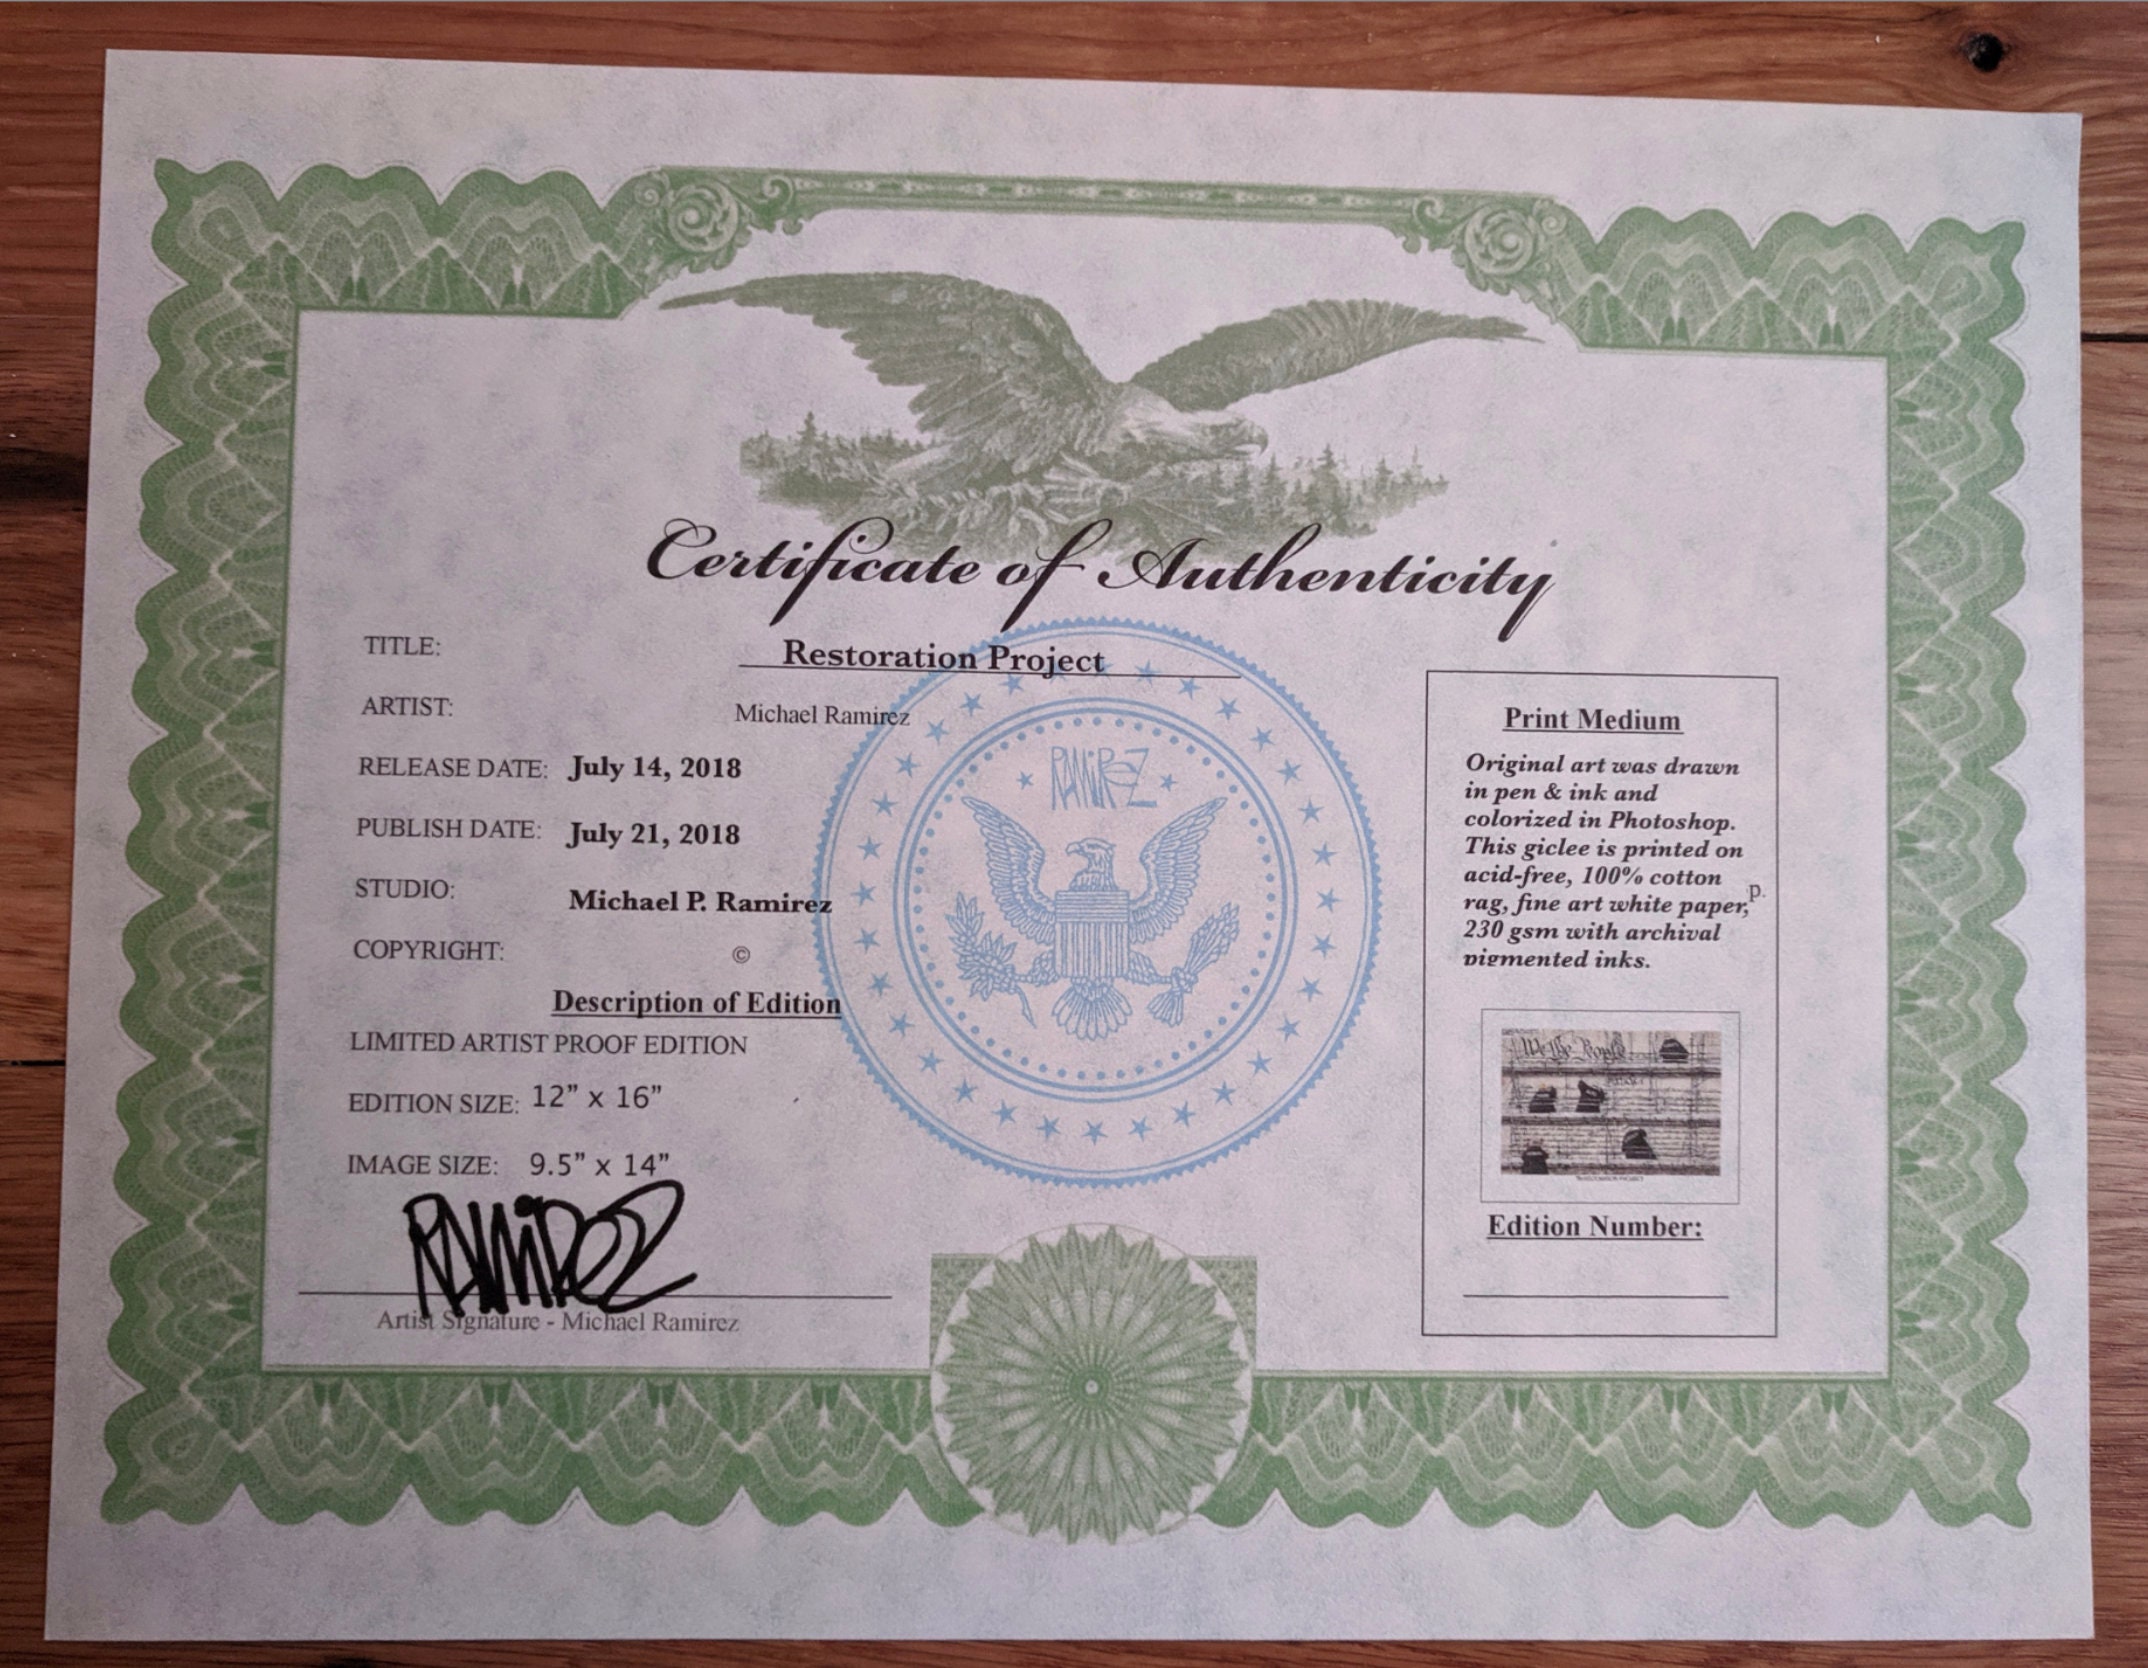 Certificate of Authenticity
TITLE: Restoration Project
ARTIST: Michael Ramirez
RELEASE DATE: July 14, 2018
PUBLISH DATE: July 21, 2018
STUDIO: Michael P. Ramirez
COPYRIGHT: ©
Description of Edition
LIMITED ARTIST PROOF EDITION
EDITION SIZE: 12" x 16"
IMAGE SIZE: 9.5" x 14"
RAMIREZ
Artist Signature - Michael Ramirez
RAMIREZ
Print Medium
Original art was drawn
in pen & ink and
colorized in Photoshop.
This giclee is printed on
acid-free, 100% cotton
rag, fine art white paper, p.
230 gsm with archival
pigmented inks.
We the People
Edition Number: